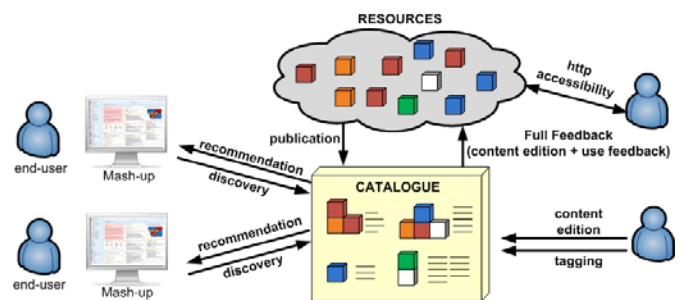 RESOURCES
http
accessibility
publication
Full Feedback
(content edition + use feedback)
recommendation
discovery
end-user
Mash-up
CATALOGUE
recommendation
discovery
content
edition
tagging
end-user
Mash-up